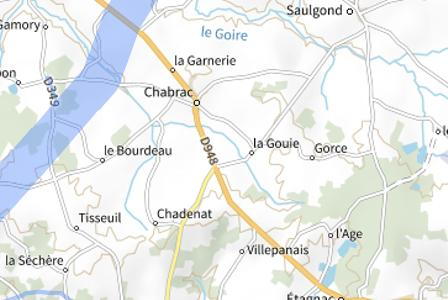 Saulgond
Gamory
le Goire
la Garnerie
D349
Chabrac
D948
la Gouie
Gorce
le Bourdeau
Tisseuil
Chadenat
l'Age
Villepanais
la Séchère
Étagnac